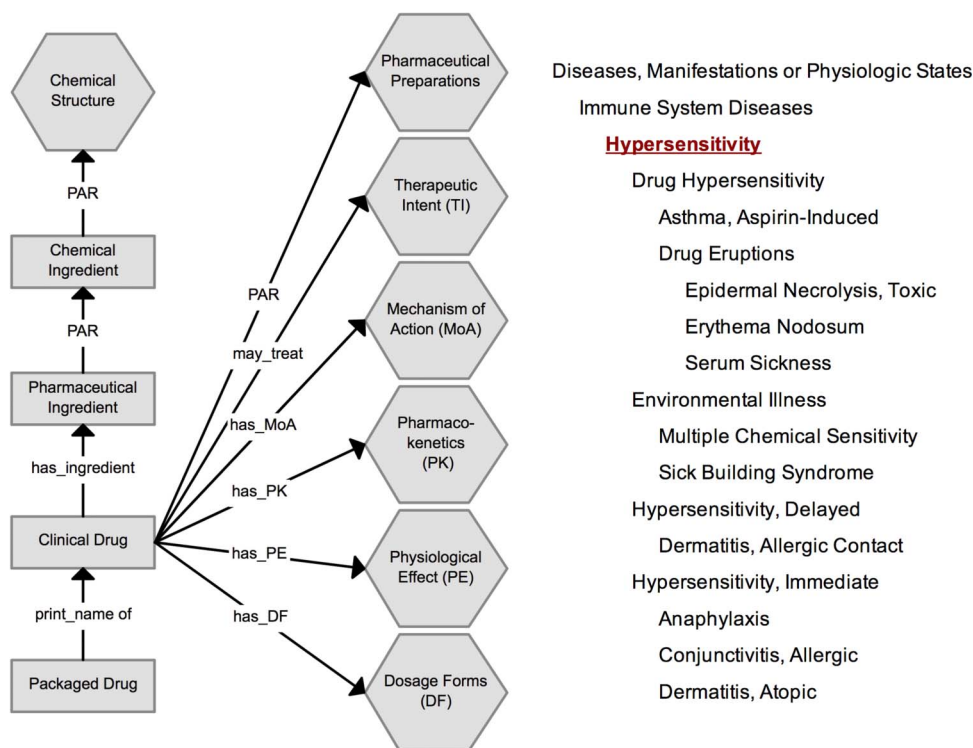 Chemical
Structure
PAR
Chemical
Ingredient
PAR
Pharmaceutical
Ingredient
has_ingredient
Clinical Drug
print_name of
Packaged Drug
PAR
may_treat
has_MoA
has_PK
has_PE
has_DF
Pharmaceutical
Preparations
Therapeutic
Intent (TI)
Mechanism of
Action (MoA)
Pharmaco-
kenetics
(PK)
Physiological
Effect (PE)
Dosage Forms
(DF)
Diseases, Manifestations or Physiologic States
Immune System Diseases
Hypersensitivity
Drug Hypersensitivity
Asthma, Aspirin-Induced
Drug Eruptions
Epidermal Necrolysis, Toxic
Erythema Nodosum
Serum Sickness
Environmental Illness
Multiple Chemical Sensitivity
Sick Building Syndrome
Hypersensitivity, Delayed
Dermatitis, Allergic Contact
Hypersensitivity, Immediate
Anaphylaxis
Conjunctivitis, Allergic
Dermatitis, Atopic